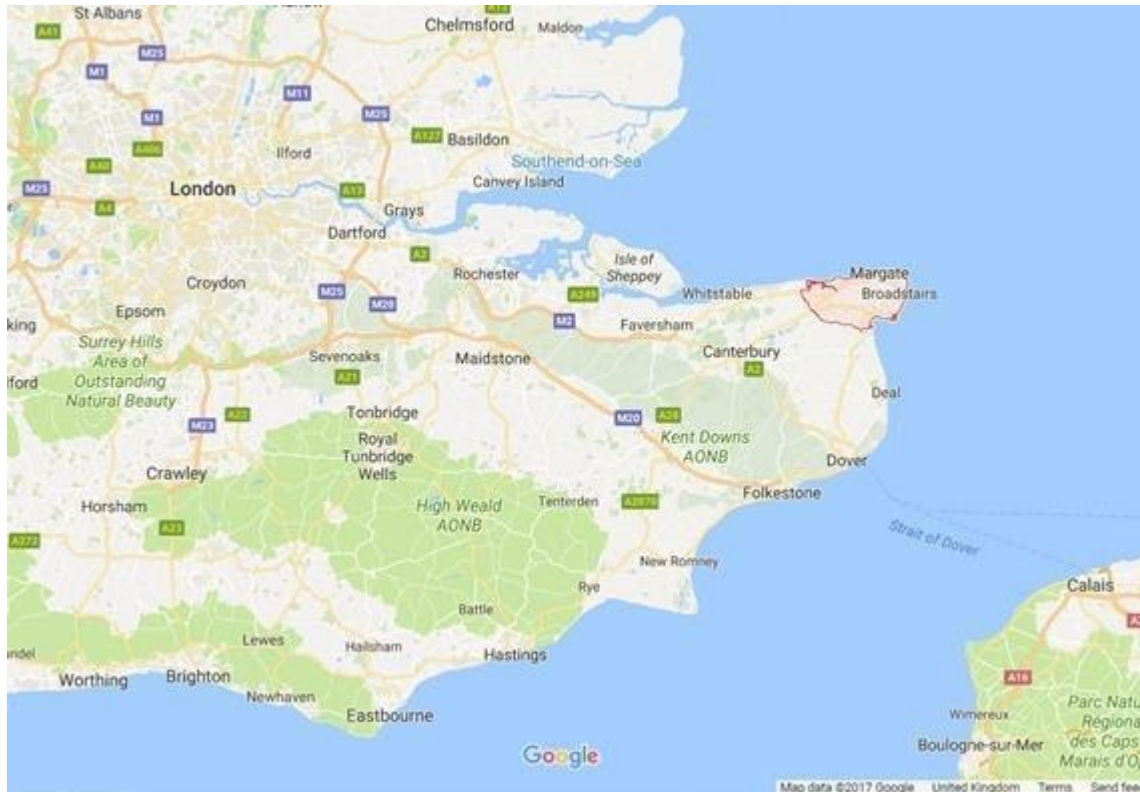 St Albans
Chelmsford
A12
Maldon
A41
M25
M1
M11
M25
M1
A127
Basildon
A406
Ilford
A40
Southend-on-Sea
M25
London
A13
Canvey Island
A4
Grays
Dartford
A2
Isle of
Sheppey
Rochester
Margate
Croydon
M25
A249
Whitstable
Broadstairs
M20
Epsom
M2
Faversham
king
Surrey Hills
Area of
Outstanding
Natural Beauty
Sevenoaks
Maidstone
Canterbury
A2
ford
A21
Deal
Tonbridge
A22
M23
M20
A28
Royal
Tunbridge
Wells
Kent Downs
AONB
Crawley
Dover
Folkestone
Horsham
High Weald
AONB
Tenterden
A2070
A23
A272
Strait of Dover
New Romney
Rye
Calais
Battle
Lewes
Hailsham
Hastings
ndel
Worthing
Brighton
A16
Newhaven
Eastbourne
Wimereux
Parc Natu
Régiona
des Caps
Marais d'O
Boulogne-sur-Mer
Google
Map data ©2017 Google United Kingdom Terms Send fee